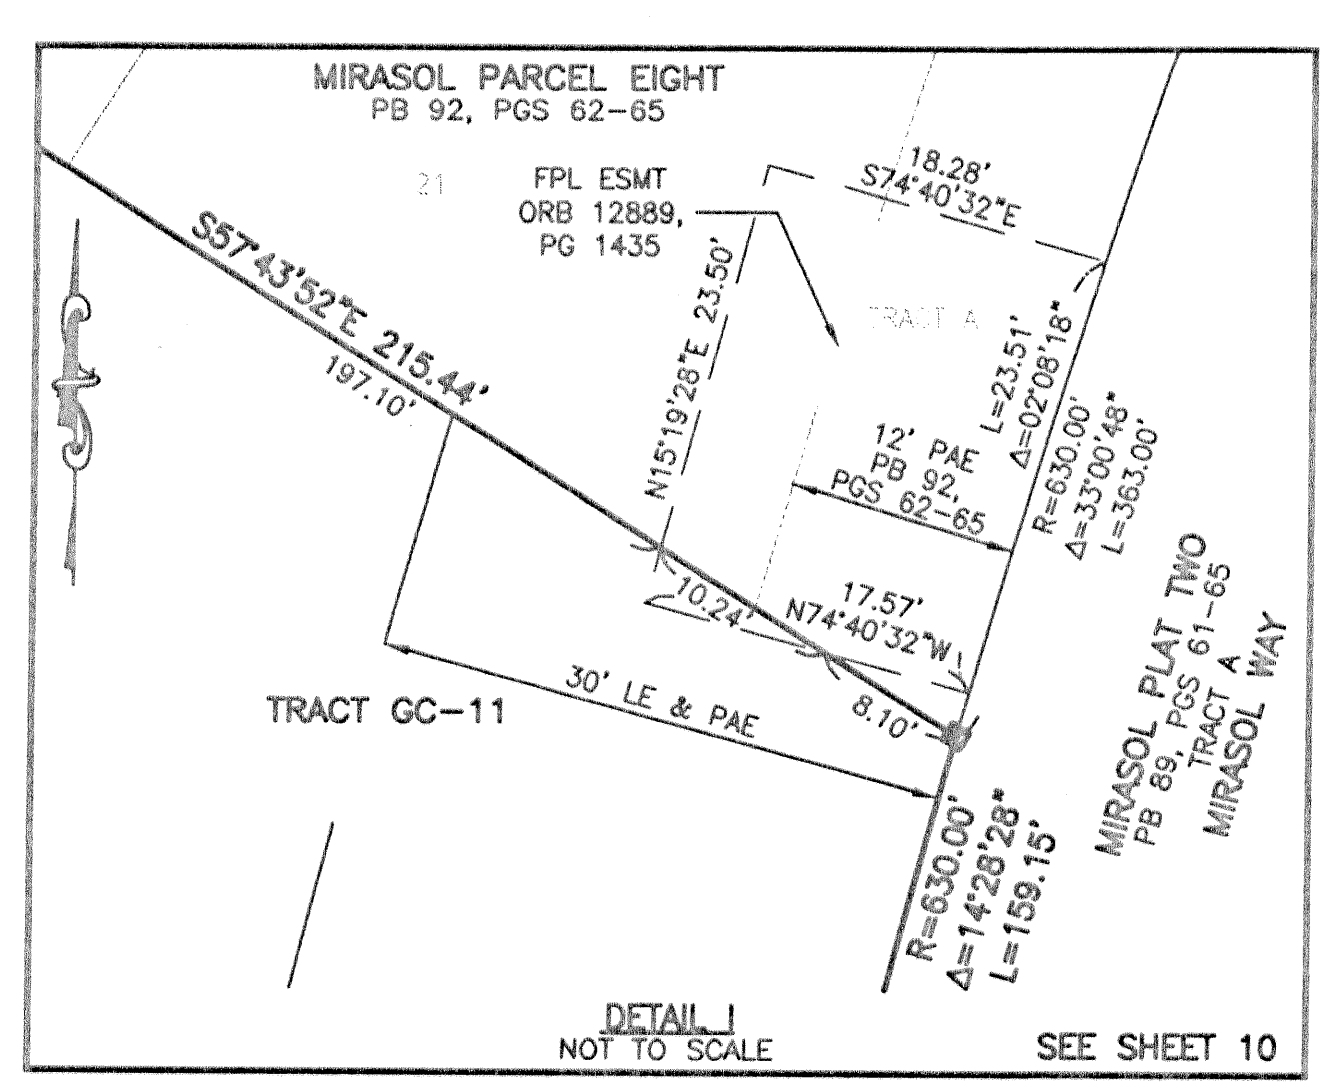 MIRASOL PARCEL EIGHT
PB 92, PGS 62-65
21
FPL ESMT
ORB 12889,
PG 1435
18.28'
S74°40'32"E
S57°43'52"E 215.44'
197.10'
N15°19'28"E 23.50'
TRACT A
L=23.51'
Δ=02°08'18"
R=630.00'
Δ=33°00'48"
L=363.00'
12' PAE
PB 92,
PGS 62-65
10.24'
17.57'
N74°40'32"W
8.10'
30' LE & PAE
TRACT GC-11
MIRASOL PLAT TWO
PB 89, PGS 61-65
TRACT A
MIRASOL WAY
R=630.00'
Δ=14°28'28"
L=159.15'
DETAIL I
NOT TO SCALE
SEE SHEET 10